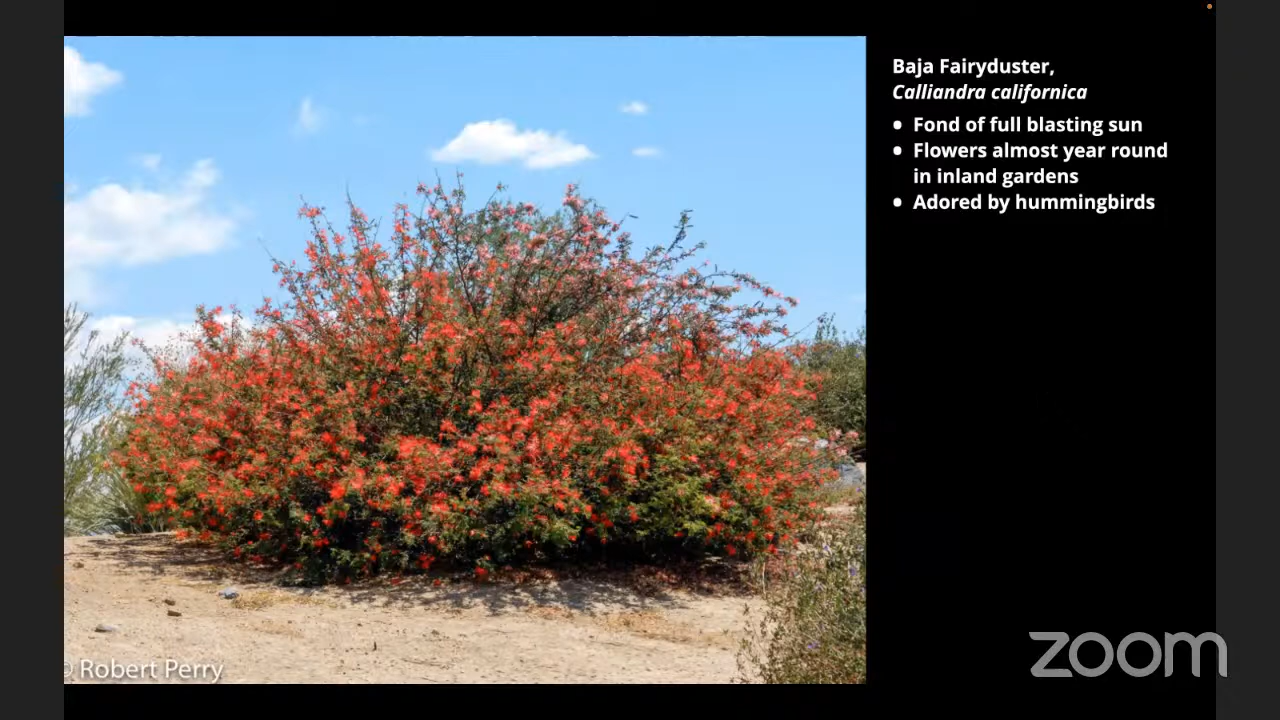 Baja Fairyduster,
Calliandra californica
• Fond of full blasting sun
• Flowers almost year round
in inland gardens
• Adored by hummingbirds
© Robert Perry
zoom